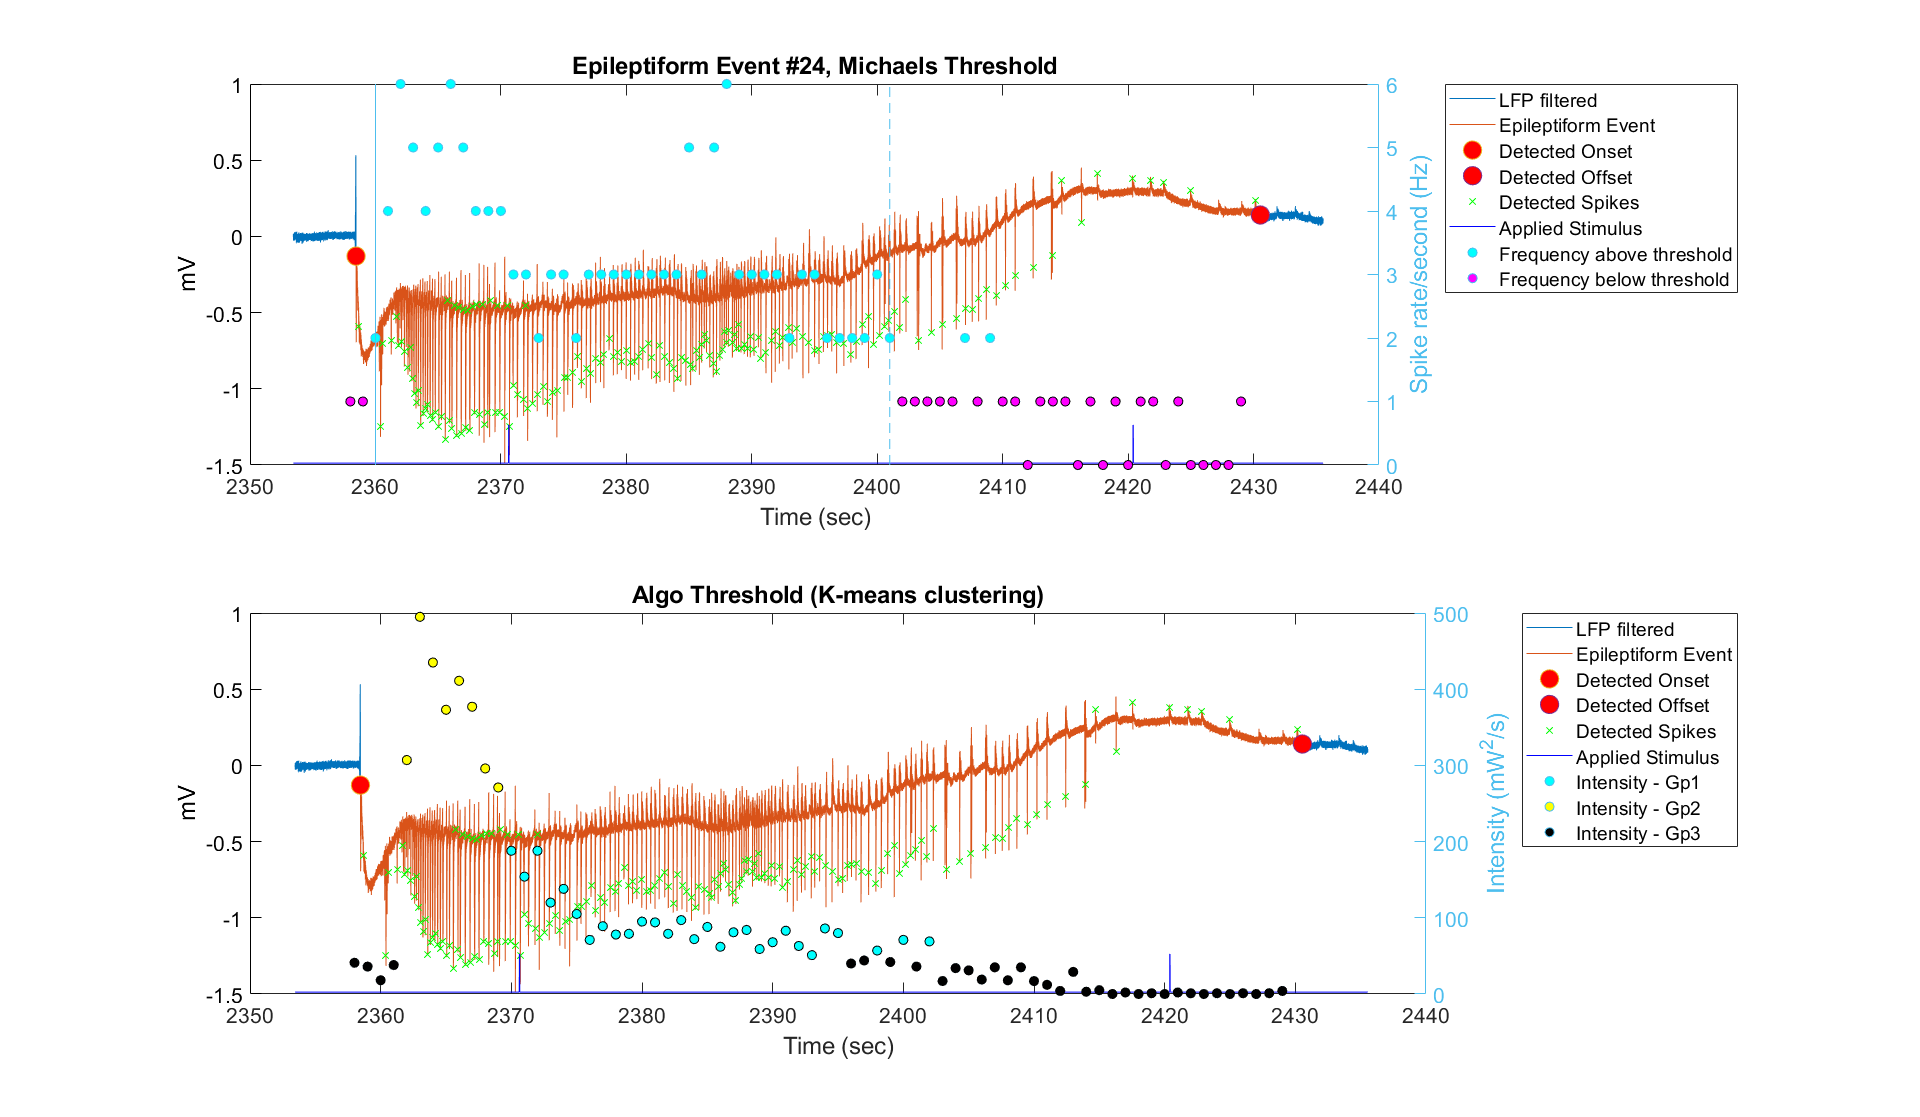 Epileptiform Event #24, Michaels Threshold
1
0.5
0
-0.5
-1
-1.5
mV
2350
2360
2370
2380
2390
2400
2410
2420
2430
2440
Time (sec)
6
5
4
3
2
1
0
Spike rate/second (Hz)
LFP filtered
Epileptiform Event
Detected Onset
Detected Offset
Detected Spikes
Applied Stimulus
Frequency above threshold
Frequency below threshold
Algo Threshold (K-means clustering)
1
0.5
0
-0.5
-1
-1.5
mV
2350
2360
2370
2380
2390
2400
2410
2420
2430
2440
Time (sec)
500
400
300
200
100
0
Intensity (mW²/s)
LFP filtered
Epileptiform Event
Detected Onset
Detected Offset
Detected Spikes
Applied Stimulus
Intensity - Gp1
Intensity - Gp2
Intensity - Gp3